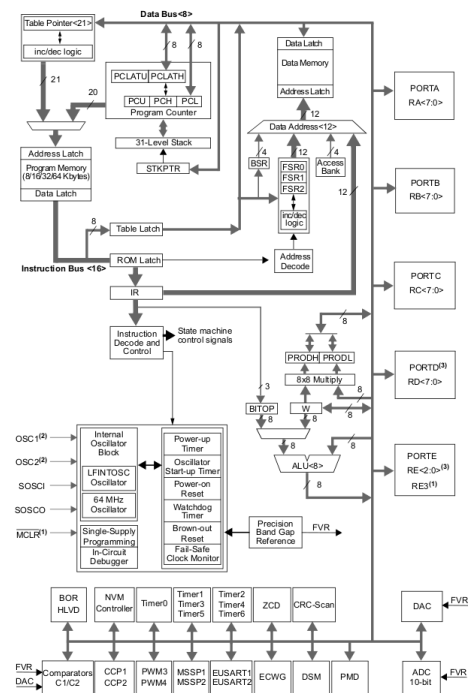 Data Bus<8>
Table Pointer<21>
inc/dec logic
21
20
8
8
PCLATU PCLATH
PCU PCH PCL
Program Counter
31-Level Stack
STKPTR
Data Latch
Data Memory
Address Latch
12
Data Address<12>
4
12
4
BSR
FSR0
FSR1
FSR2
inc/dec
logic
Access
Bank
12
Address
Decode
Address Latch
Program Memory
(8/16/32/64 Kbytes)
Data Latch
8
Table Latch
Instruction Bus <16>
ROM Latch
IR
Instruction
Decode and
Control
State machine
control signals
8
PRODH PRODL
8x8 Multiply
3
8
BITOP
W
8
8
8
8
ALU<8>
8
PORTA
RA<7:0>
PORTB
RB<7:0>
PORTC
RC<7:0>
PORTD(3)
RD<7:0>
PORTE
RE<2:0>(3)
RE3(1)
OSC1(2)
OSC2(2)
SOSCI
SOSCO
MCLR(1)
Internal
Oscillator
Block
LFINTOSC
Oscillator
64 MHz
Oscillator
Single-Supply
Programming
In-Circuit
Debugger
Power-up
Timer
Oscillator
Start-up Timer
Power-on
Reset
Watchdog
Timer
Brown-out
Reset
Fail-Safe
Clock Monitor
Precision
Band Gap
Reference
FVR
BOR
HLVD
NVM
Controller
Timer0
Timer1
Timer3
Timer5
Timer2
Timer4
Timer6
ZCD
CRC-Scan
DAC
FVR
FVR
DAC
Comparators
C1/C2
CCP1
CCP2
PWM3
PWM4
MSSP1
MSSP2
EUSART1
EUSART2
ECWG
DSM
PMD
ADC
10-bit
FVR